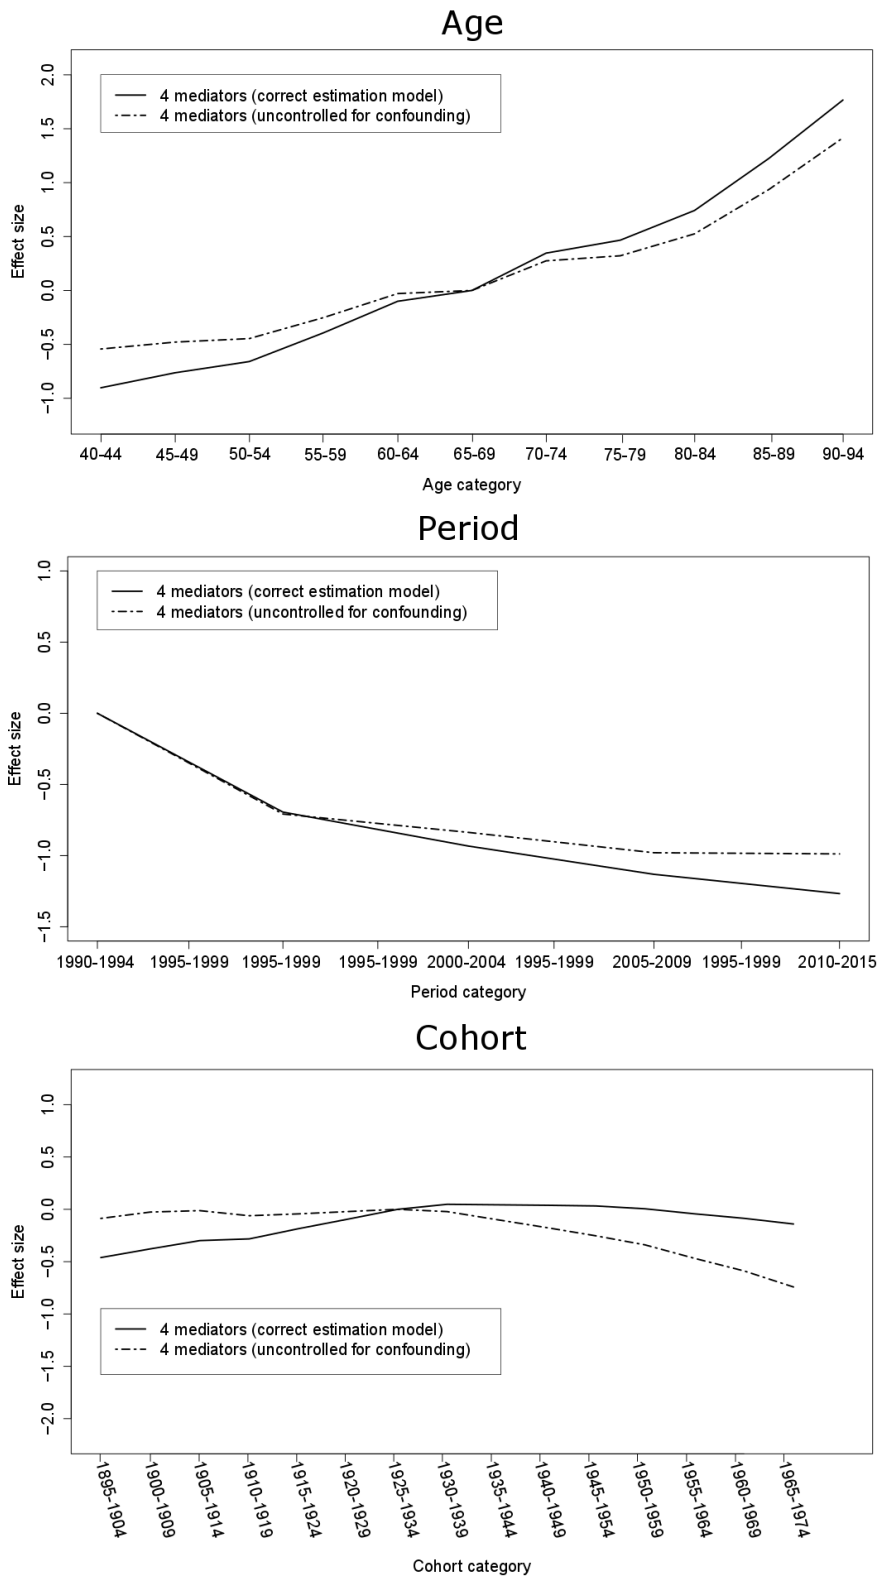 Age
4 mediators (correct estimation model)
4 mediators (uncontrolled for confounding)
Effect size
2.0
1.5
1.0
0.5
0.0
−0.5
−1.0
40-44 45-49 50-54 55-59 60-64 65-69 70-74 75-79 80-84 85-89 90-94
Age category
Period
4 mediators (correct estimation model)
4 mediators (uncontrolled for confounding)
Effect size
1.0
0.5
0.0
−0.5
−1.0
−1.5
1990-1994 1995-1999 1995-1999 1995-1999 2000-2004 1995-1999 2005-2009 1995-1999 2010-2015
Period category
Cohort
Effect size
1.0
0.5
0.0
−0.5
−1.0
−1.5
−2.0
4 mediators (correct estimation model)
4 mediators (uncontrolled for confounding)
1895-1904
1900-1909
1905-1914
1910-1919
1915-1924
1920-1929
1925-1934
1930-1939
1935-1944
1940-1949
1945-1954
1950-1959
1955-1964
1960-1969
1965-1974
Cohort category